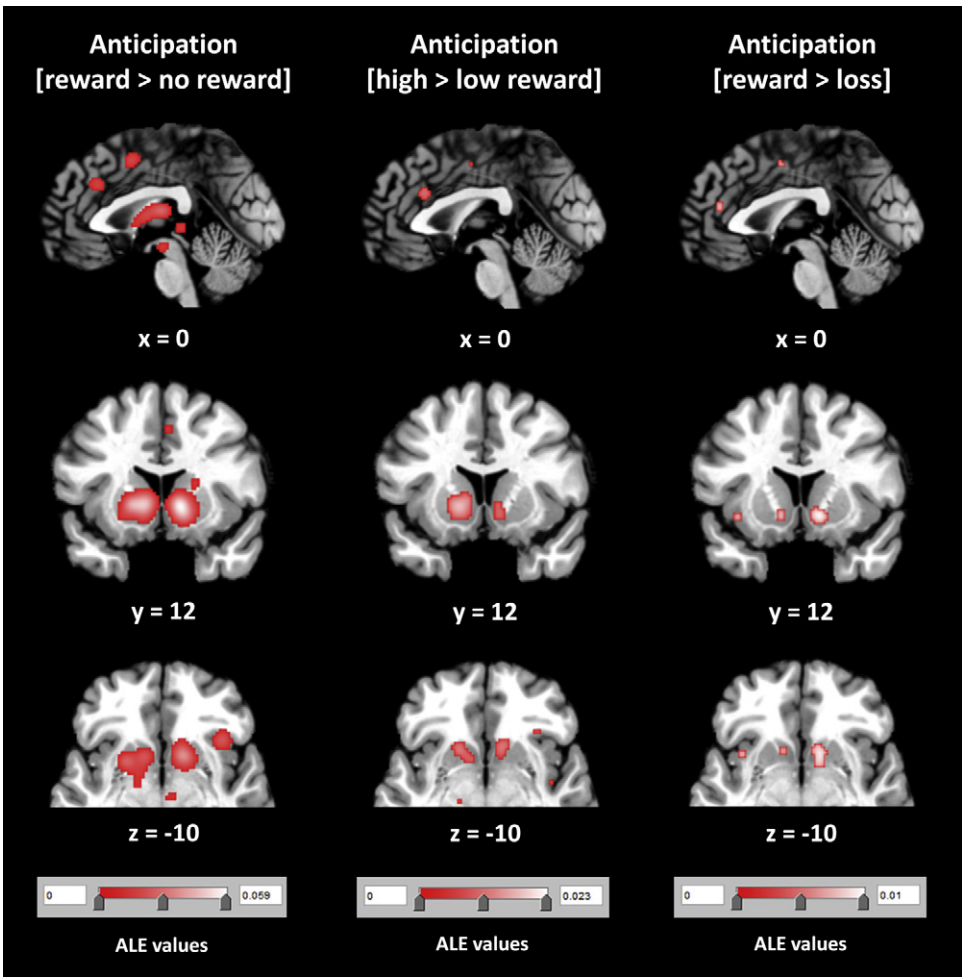 Anticipation
[reward > no reward]
Anticipation
[high > low reward]
Anticipation
[reward > loss]
x = 0
x = 0
x = 0
y = 12
y = 12
y = 12
z = -10
z = -10
z = -10
0
0.059
0
0.023
0
0.01
ALE values
ALE values
ALE values